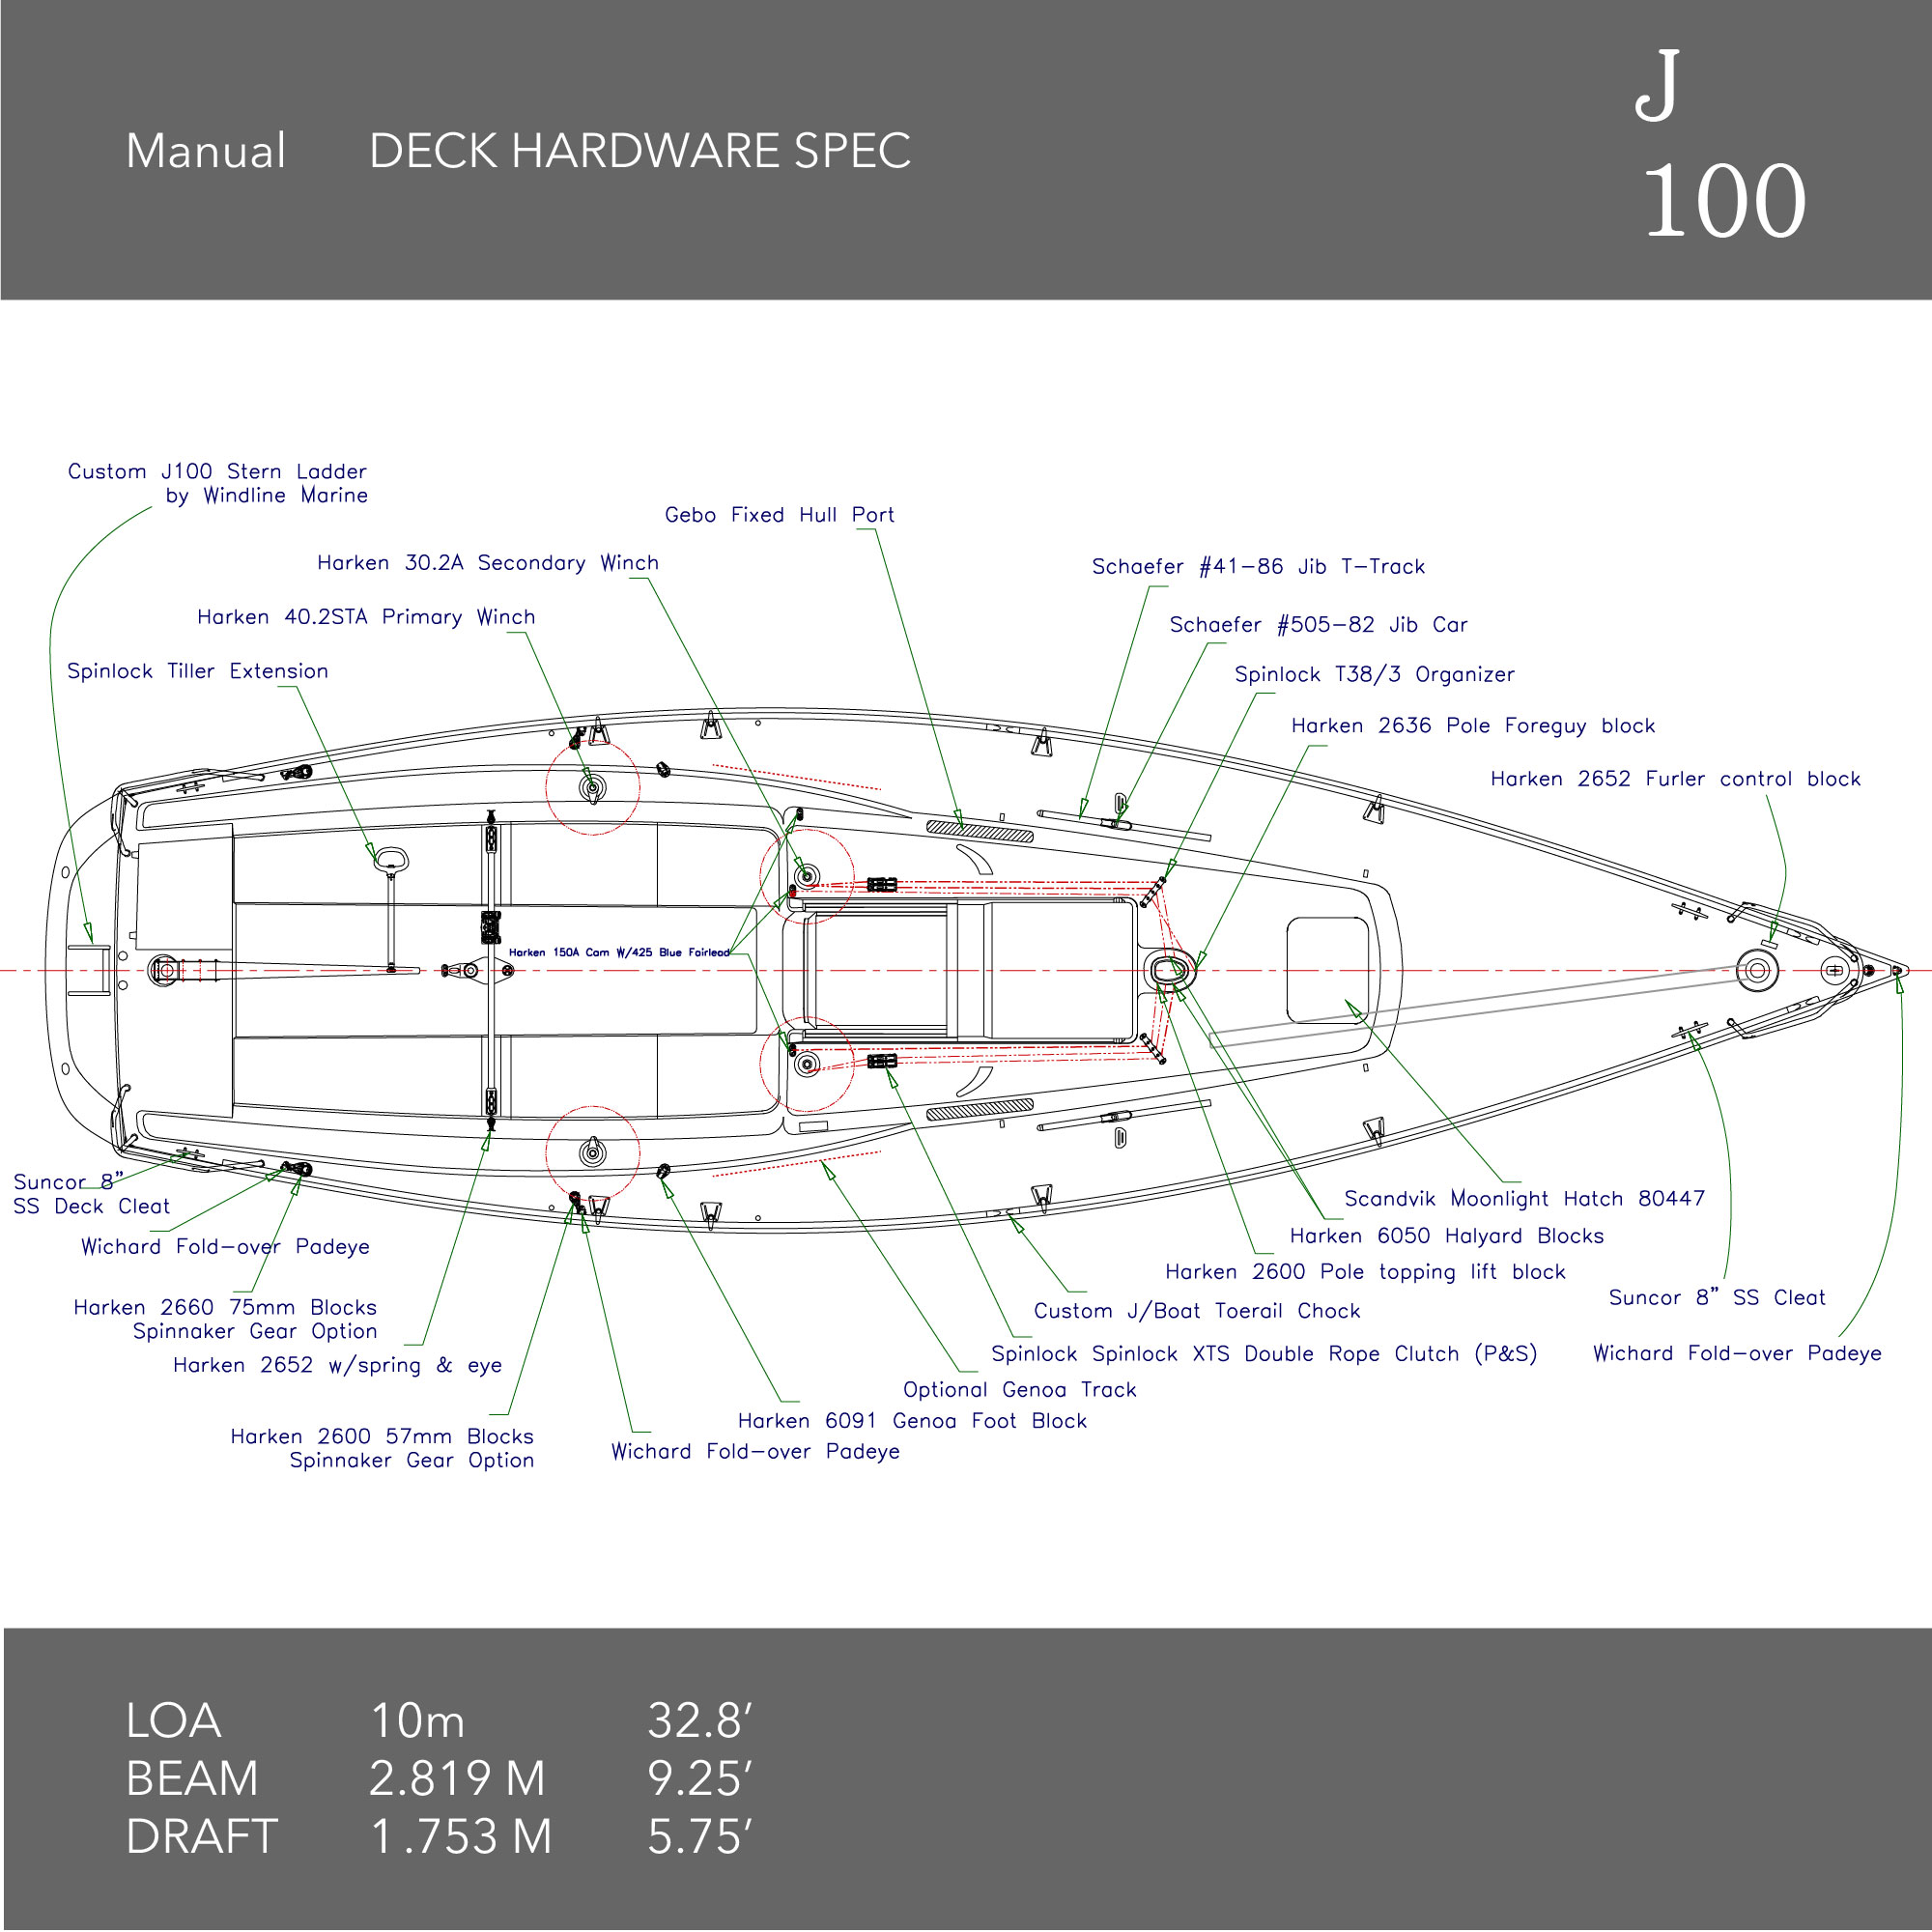 J
Manual DECK HARDWARE SPEC
100
Custom J100 Stern Ladder
by Windline Marine
Gebo Fixed Hull Port
Harken 30.2A Secondary Winch
Schaefer #41-86 Jib T-Track
Harken 40.2STA Primary Winch
Schaefer #505-82 Jib Car
Spinlock Tiller Extension
Spinlock T38/3 Organizer
Harken 2636 Pole Foreguy block
Harken 2652 Furler control block
Harken 150A Cam W/425 Blue Fairlead
Suncor 8”
SS Deck Cleat
Scandvik Moonlight Hatch 80447
Wichard Fold-over Padeye
Harken 6050 Halyard Blocks
Harken 2600 Pole topping lift block
Suncor 8” SS Cleat
Harken 2660 75mm Blocks
Spinnaker Gear Option
Custom J/Boat Toerail Chock
Harken 2652 w/spring & eye
Spinlock Spinlock XTS Double Rope Clutch (P&S)
Wichard Fold-over Padeye
Optional Genoa Track
Harken 6091 Genoa Foot Block
Harken 2600 57mm Blocks
Spinnaker Gear Option
Wichard Fold-over Padeye
LOA 10m 32.8’
BEAM 2.819 M 9.25’
DRAFT 1.753 M 5.75’